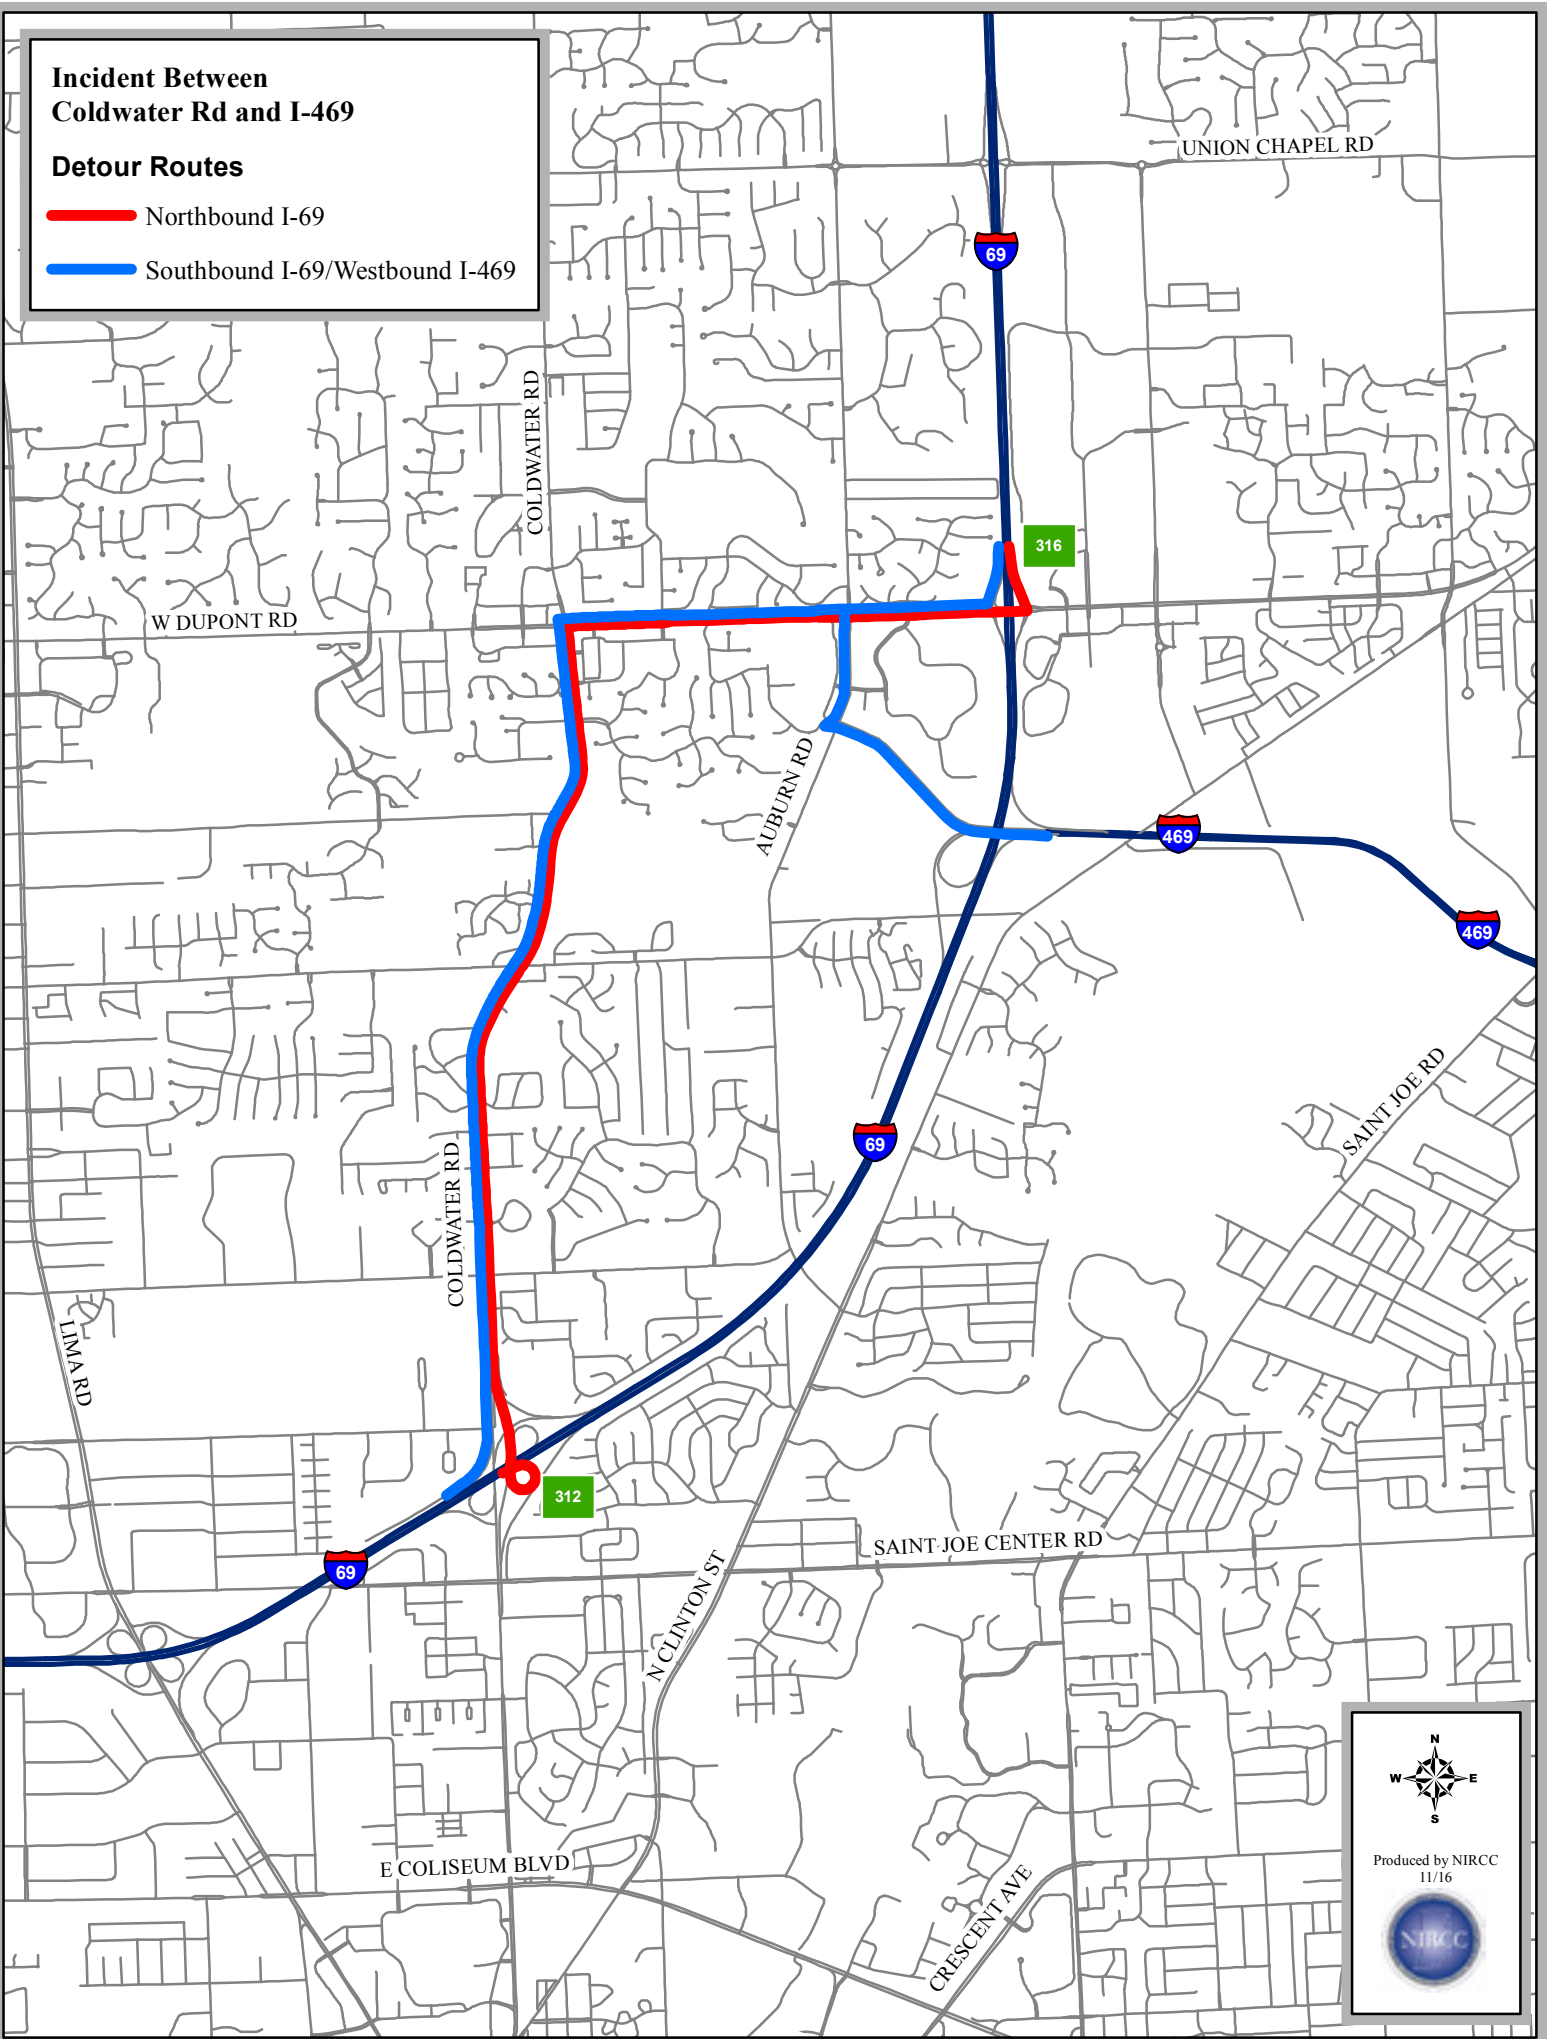 Incident Between
Coldwater Rd and I-469
Detour Routes
Northbound I-69
Southbound I-69/Westbound I-469
UNION CHAPEL RD
69
COLDWATER RD
316
W DUPONT RD
AUBURN RD
469
469
SAINT JOE RD
69
COLDWATER RD
LIMA RD
312
SAINT JOE CENTER RD
69
N CLINTON ST
E COLISEUM BLVD
CRESCENT AVE
N
W E
S
Produced by NIRCC
11/16
NIRCC